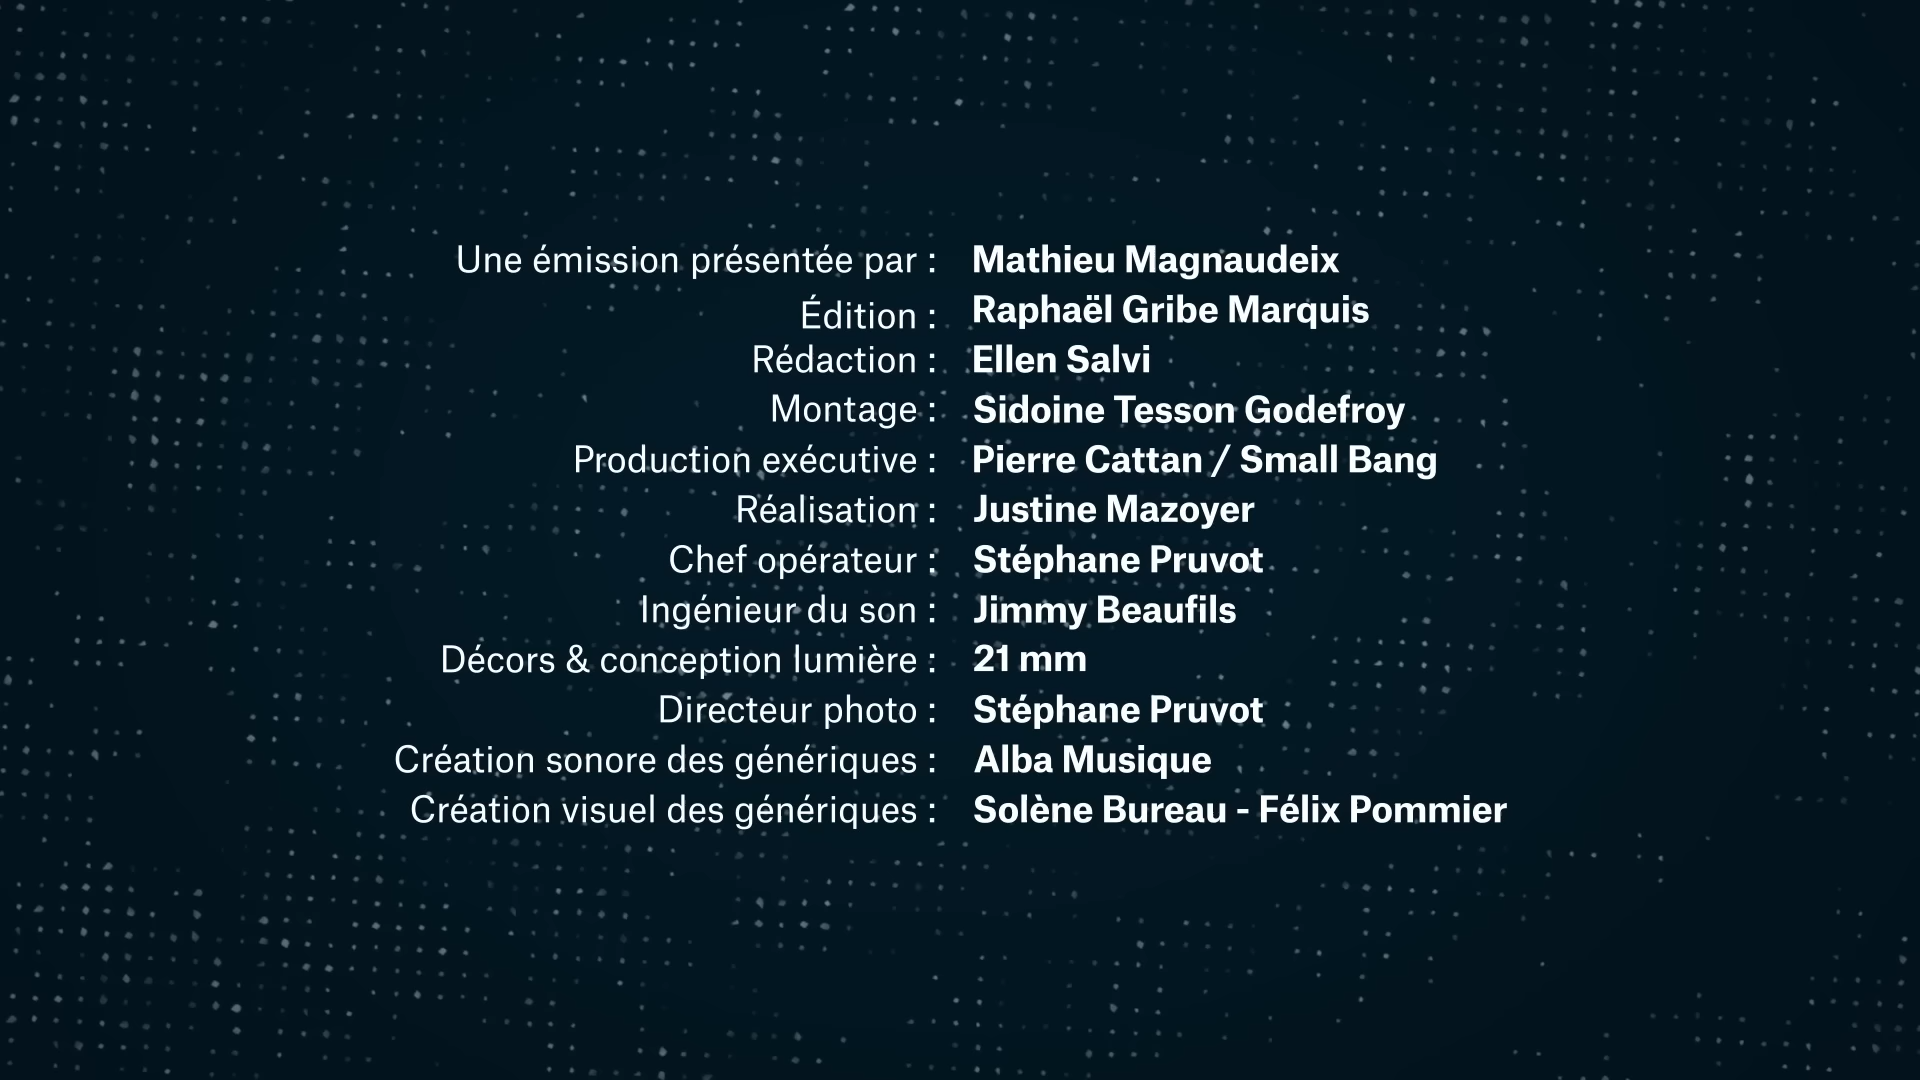 Une émission présentée par : Mathieu Magnaudeix
Édition : Raphaël Gribe Marquis
Rédaction : Ellen Salvi
Montage : Sidoine Tesson Godefroy
Production exécutive : Pierre Cattan / Small Bang
Réalisation : Justine Mazoyer
Chef opérateur : Stéphane Pruvot
Ingénieur du son : Jimmy Beaufils
Décors & conception lumière : 21 mm
Directeur photo : Stéphane Pruvot
Création sonore des génériques : Alba Musique
Création visuel des génériques : Solène Bureau - Félix Pommier